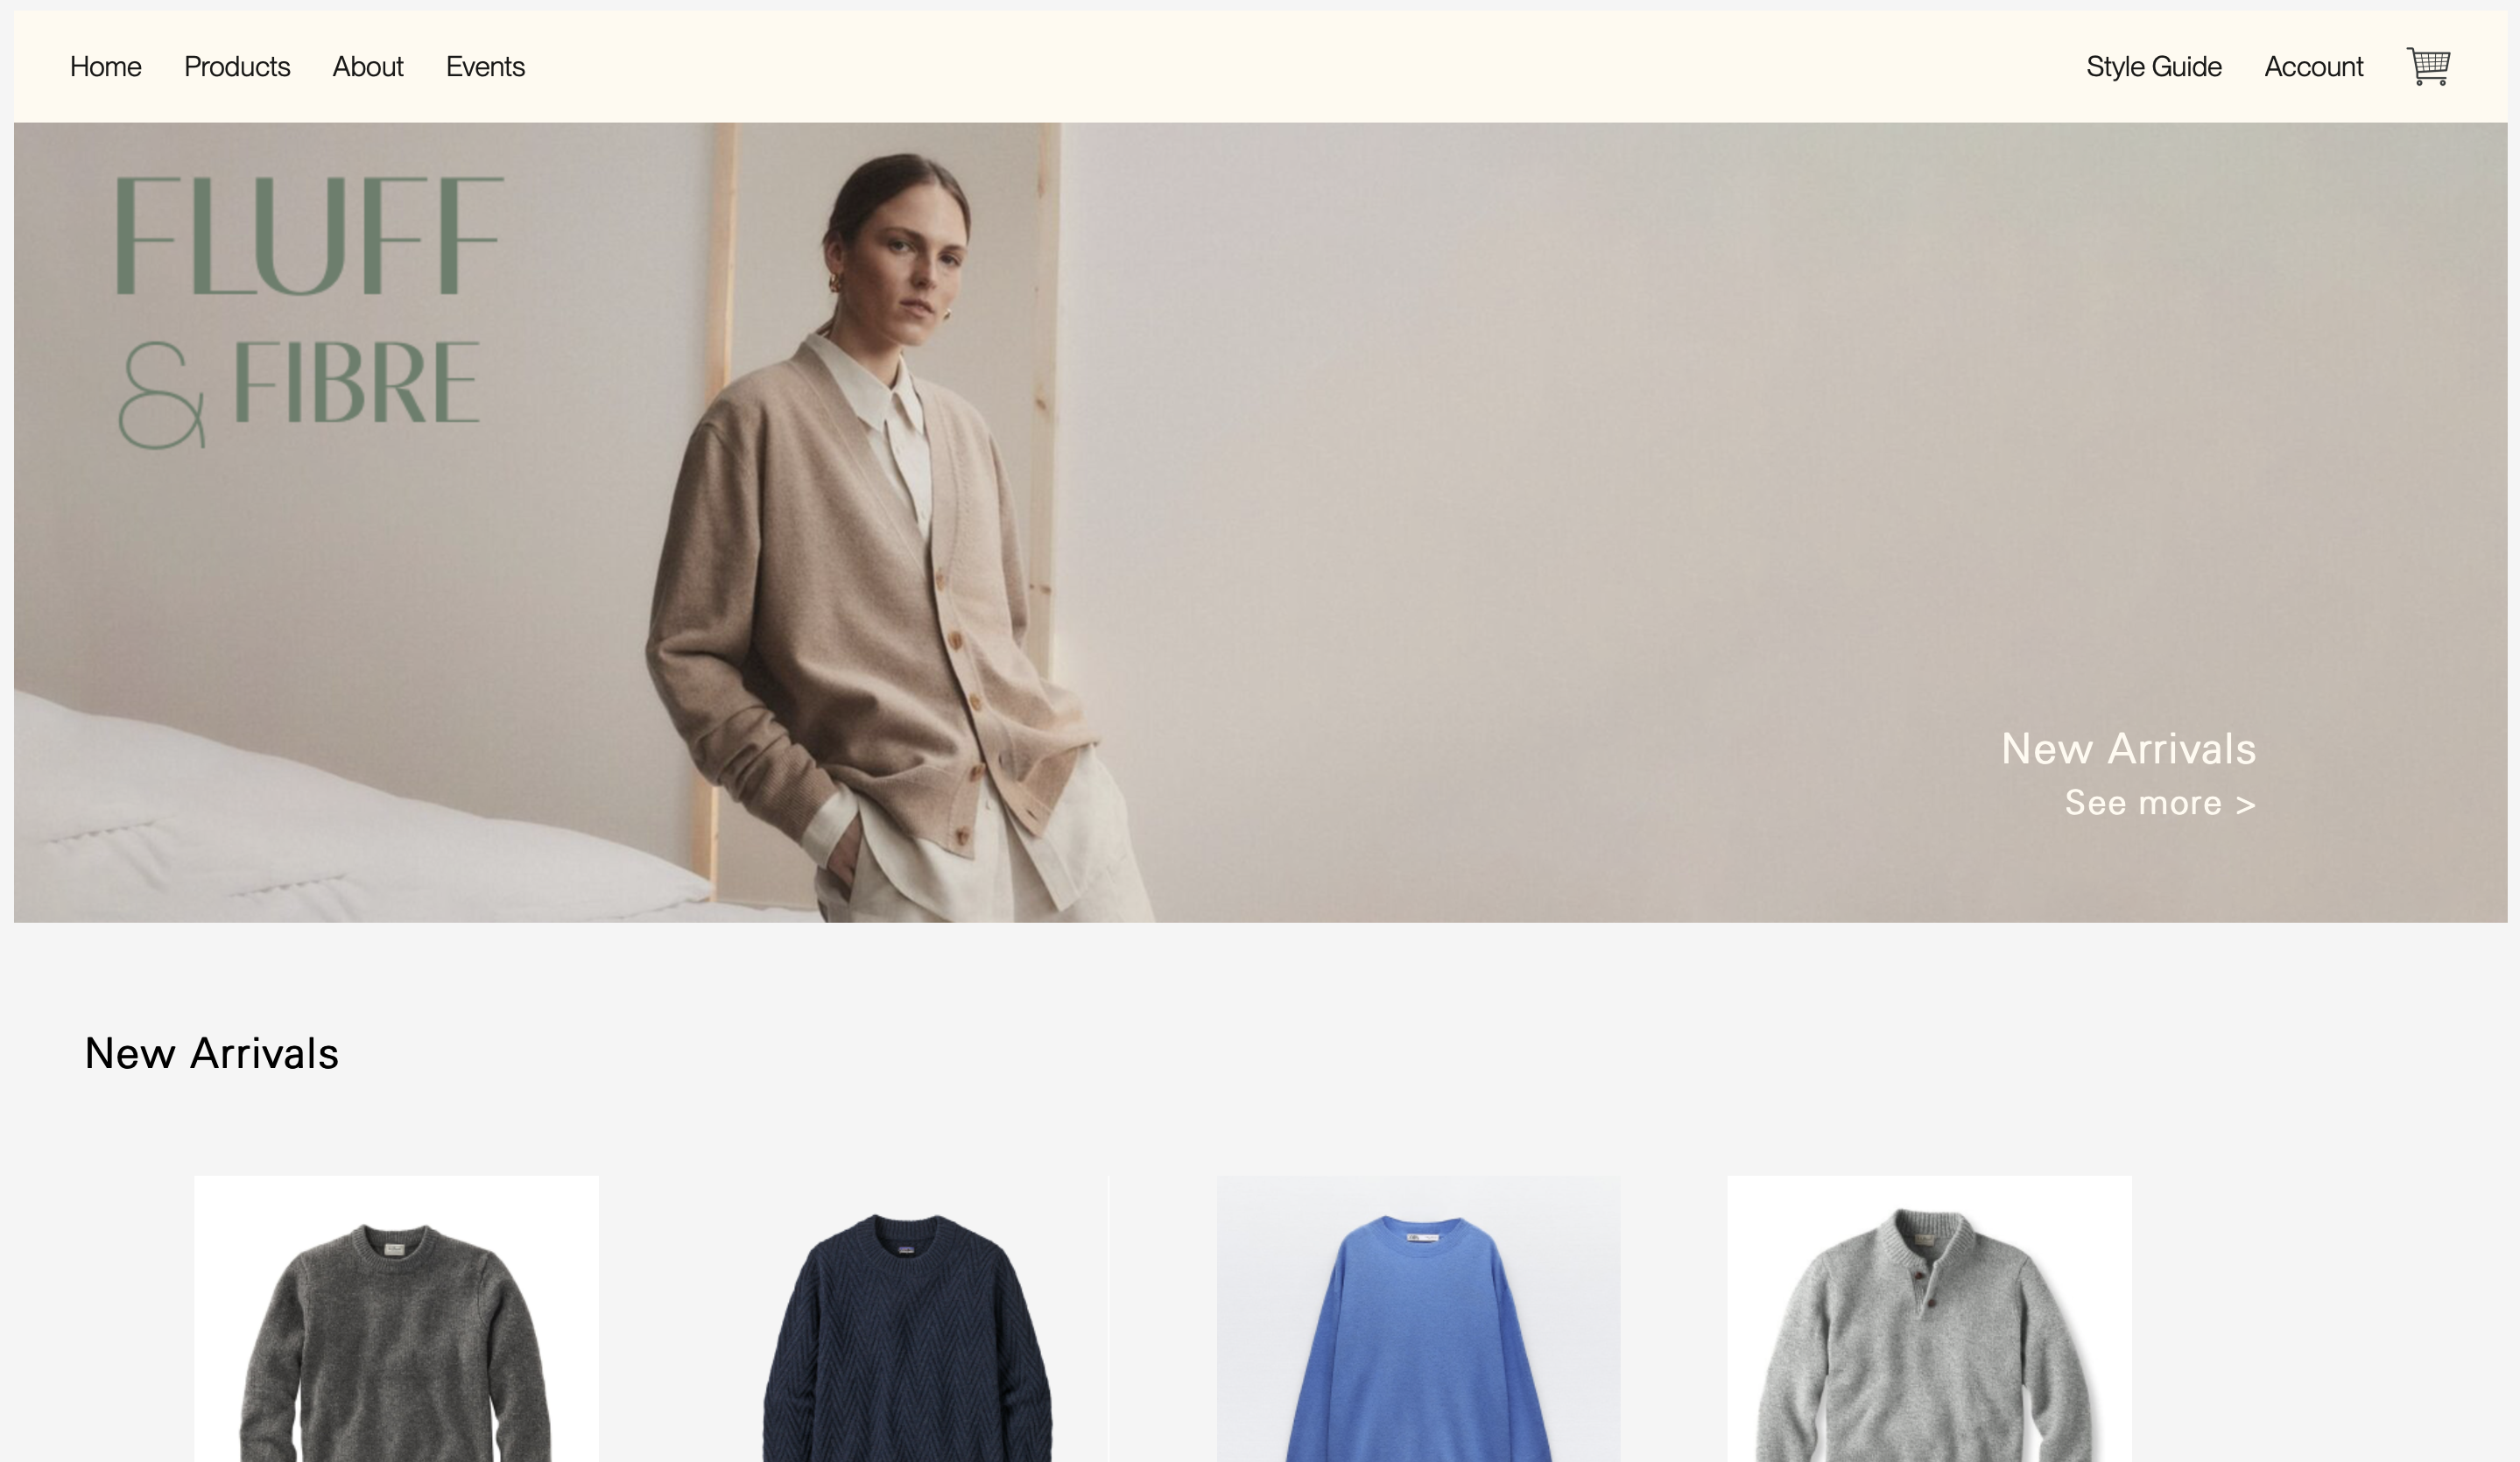 Home Products About Events Style Guide Account
FLUFF
& FIBRE
New Arrivals
See more >
New Arrivals